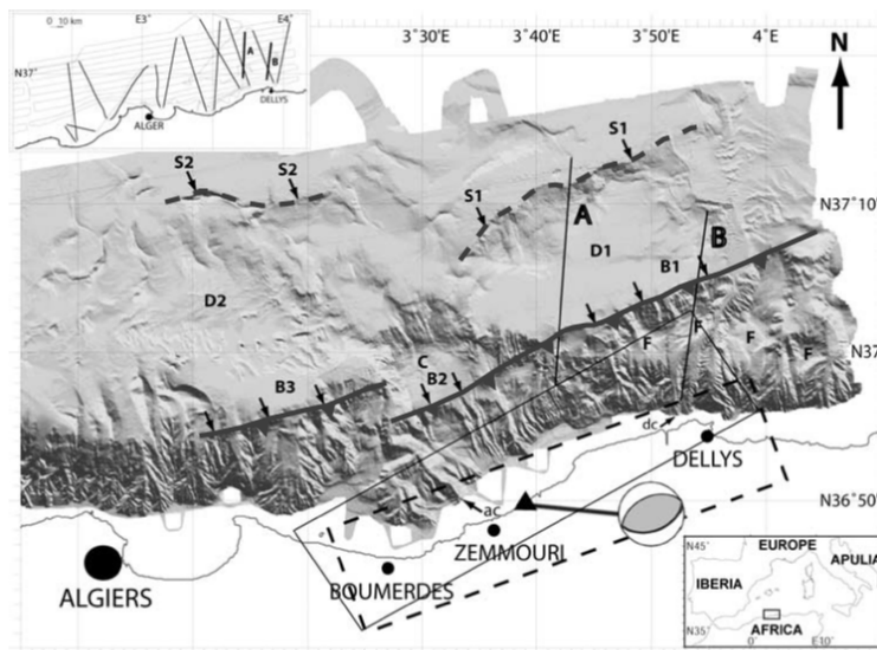 0 10 km
E3°
E4°
N37°
A
B
DELLYS
ALGER
3°30'E
3°40'E
3°50'E
4°E
N
S2
S2
S1
S1
N37°10
A
B
D1
B1
D2
F
F
F
F
N37
C
B2
B3
dc
DELLYS
ac
N36°50
ZEMMOURI
BOUMERDES
ALGIERS
N45°
EUROPE
APULIA
IBERIA
N35°
AFRICA
0°
E10°